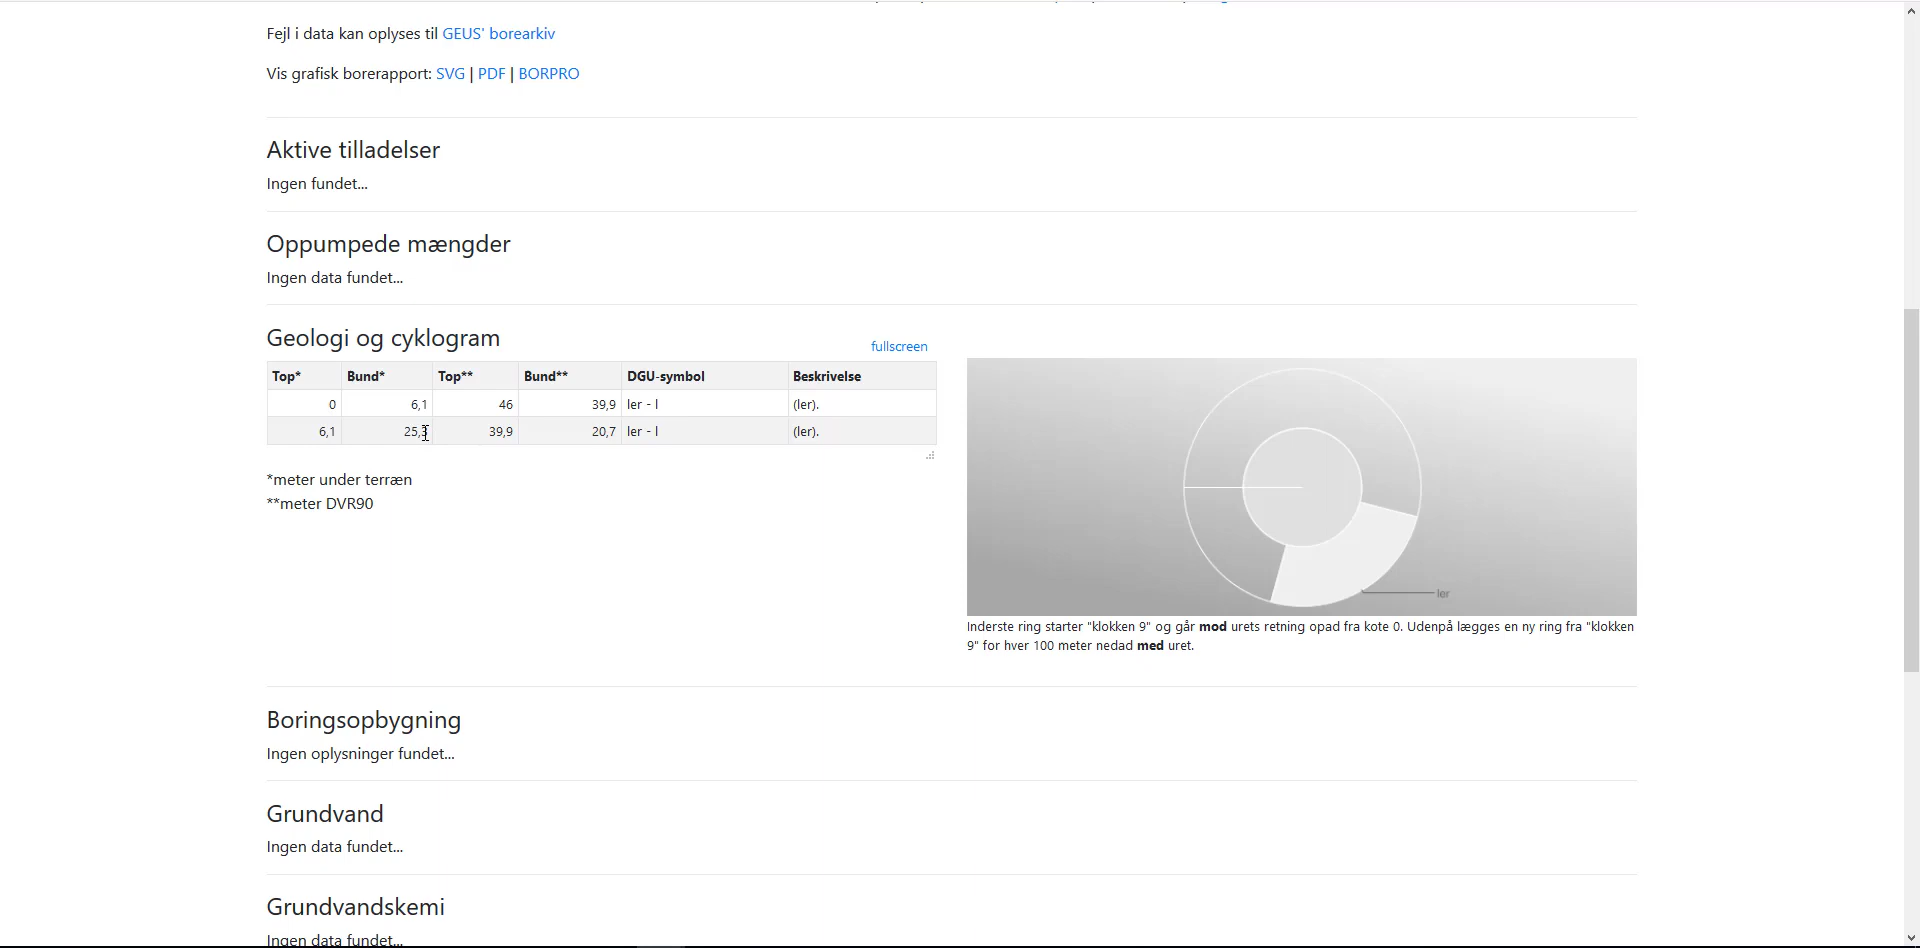 Fejl i data kan oplyses til GEUS' borearkiv
Vis grafisk borerapport: SVG | PDF | BORPRO
Aktive tilladelser
Ingen fundet...
Oppumpede mængder
Ingen data fundet...
Geologi og cyklogram
fullscreen
Top* Bund* Top** Bund** DGU-symbol Beskrivelse
0 6,1 46 39,9 ler - l (ler).
6,1 25,3 39,9 20,7 ler - l (ler).
*meter under terræn
**meter DVR90
ler
Inderste ring starter "klokken 9" og går mod urets retning opad fra kote 0. Udenpå lægges en ny ring fra "klokken
9" for hver 100 meter nedad med uret.
Boringsopbygning
Ingen oplysninger fundet...
Grundvand
Ingen data fundet...
Grundvandskemi
Ingen data fundet...